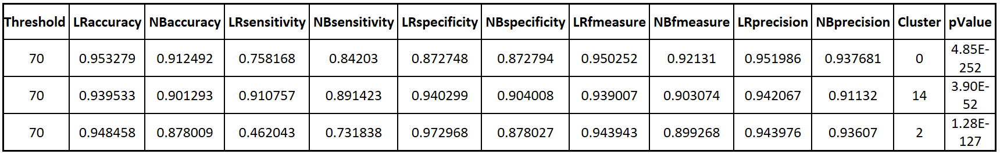 Threshold LRaccuracy NBaccuracy LRsensitivity NBsensitivity LRspecificity NBspecificity LRfmeasure NBfmeasure LRprecision NBprecision Cluster pValue
70 0.953279 0.912492 0.758168 0.84203 0.872748 0.872794 0.950252 0.92131 0.951986 0.937681 0 4.85E-
252
70 0.939533 0.901293 0.910757 0.891423 0.940299 0.904008 0.939007 0.903074 0.942067 0.91132 14 3.90E-
52
70 0.948458 0.878009 0.462043 0.731838 0.972968 0.878027 0.943943 0.899268 0.943976 0.93607 2 1.28E-
127